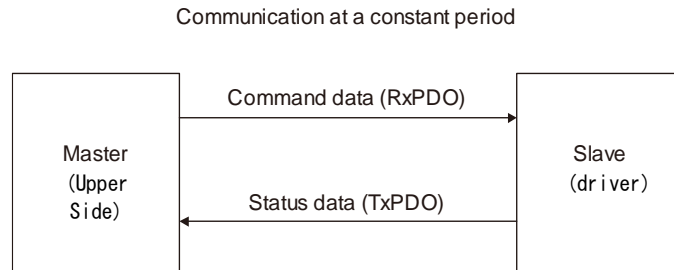 Communication at a constant period
Command data (RxPDO)
Master
(Upper
Side)
Slave
(driver)
Status data (TxPDO)